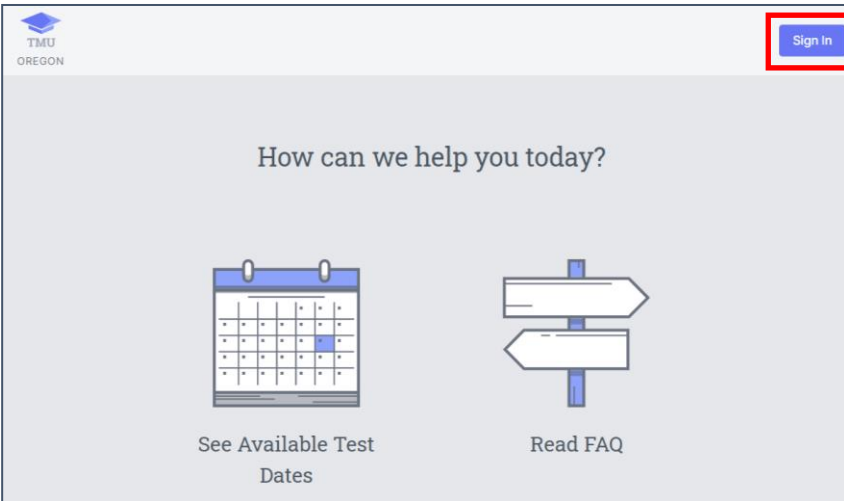 TMU
OREGON
Sign In
How can we help you today?
See Available Test
Dates
Read FAQ